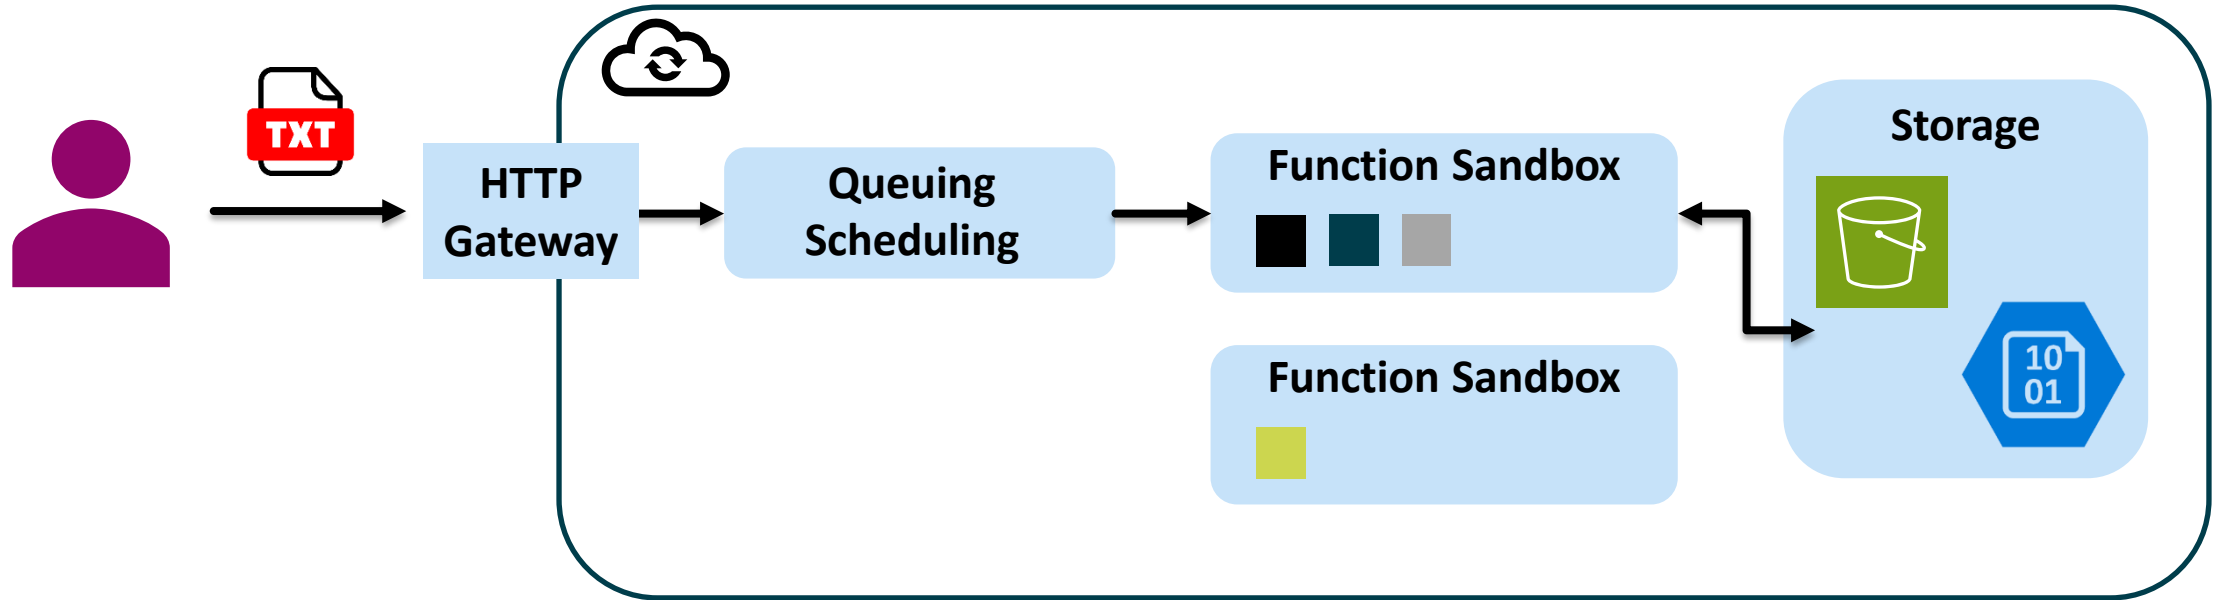 TXT
HTTP
Gateway
Queuing
Scheduling
Function Sandbox
Function Sandbox
Storage
10
01